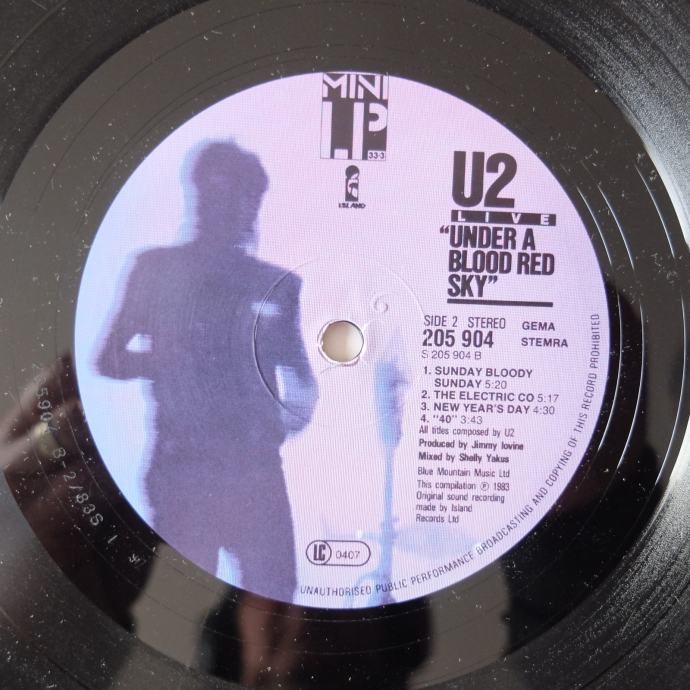 MINI
LP
33⋅3
ISLAND
U2
LIVE
“UNDER A
BLOOD RED
SKY”
SIDE 2 STEREO GEMA
205 904 STEMRA
S 205 904 B
1. SUNDAY BLOODY
SUNDAY 5:20
2. THE ELECTRIC CO 5:17
3. NEW YEAR'S DAY 4:30
4. "40" 3:43
All titles composed by U2
Produced by Jimmy Iovine
Mixed by Shelly Yakus
Blue Mountain Music Ltd
This compilation ℗ 1983
Original sound recording
made by Island
Records Ltd
LC 0407
UNAUTHORISED PUBLIC PERFORMANCE BROADCASTING AND COPYING OF THIS RECORD PROHIBITED